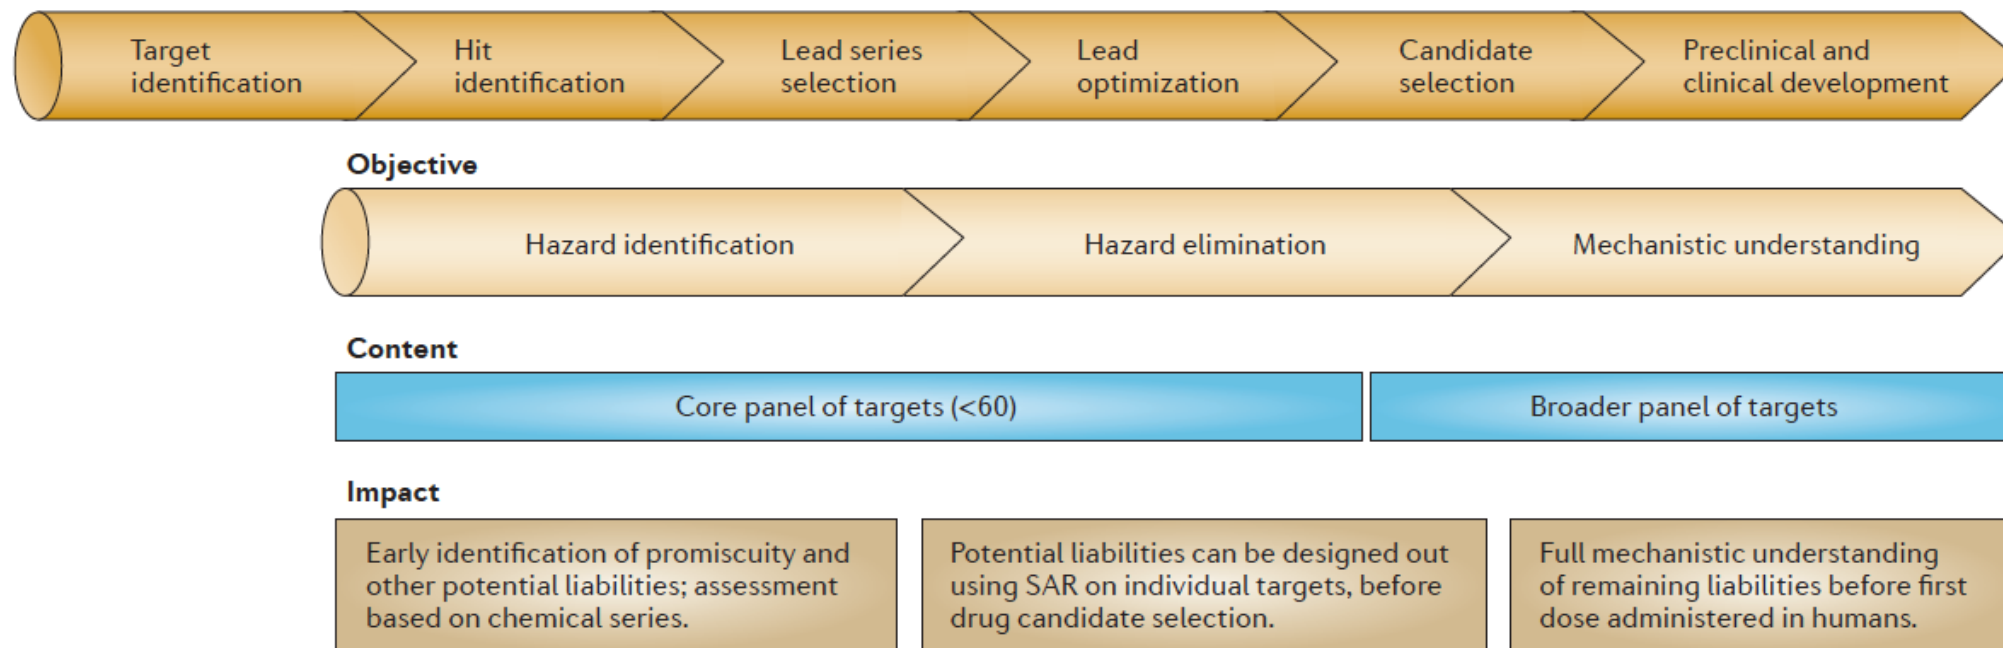 Target
identification
Hit
identification
Lead series
selection
Lead
optimization
Candidate
selection
Preclinical and
clinical development
Objective
Hazard identification
Hazard elimination
Mechanistic understanding
Content
Core panel of targets (<60)
Broader panel of targets
Impact
Early identification of promiscuity and
other potential liabilities; assessment
based on chemical series.
Potential liabilities can be designed out
using SAR on individual targets, before
drug candidate selection.
Full mechanistic understanding
of remaining liabilities before first
dose administered in humans.